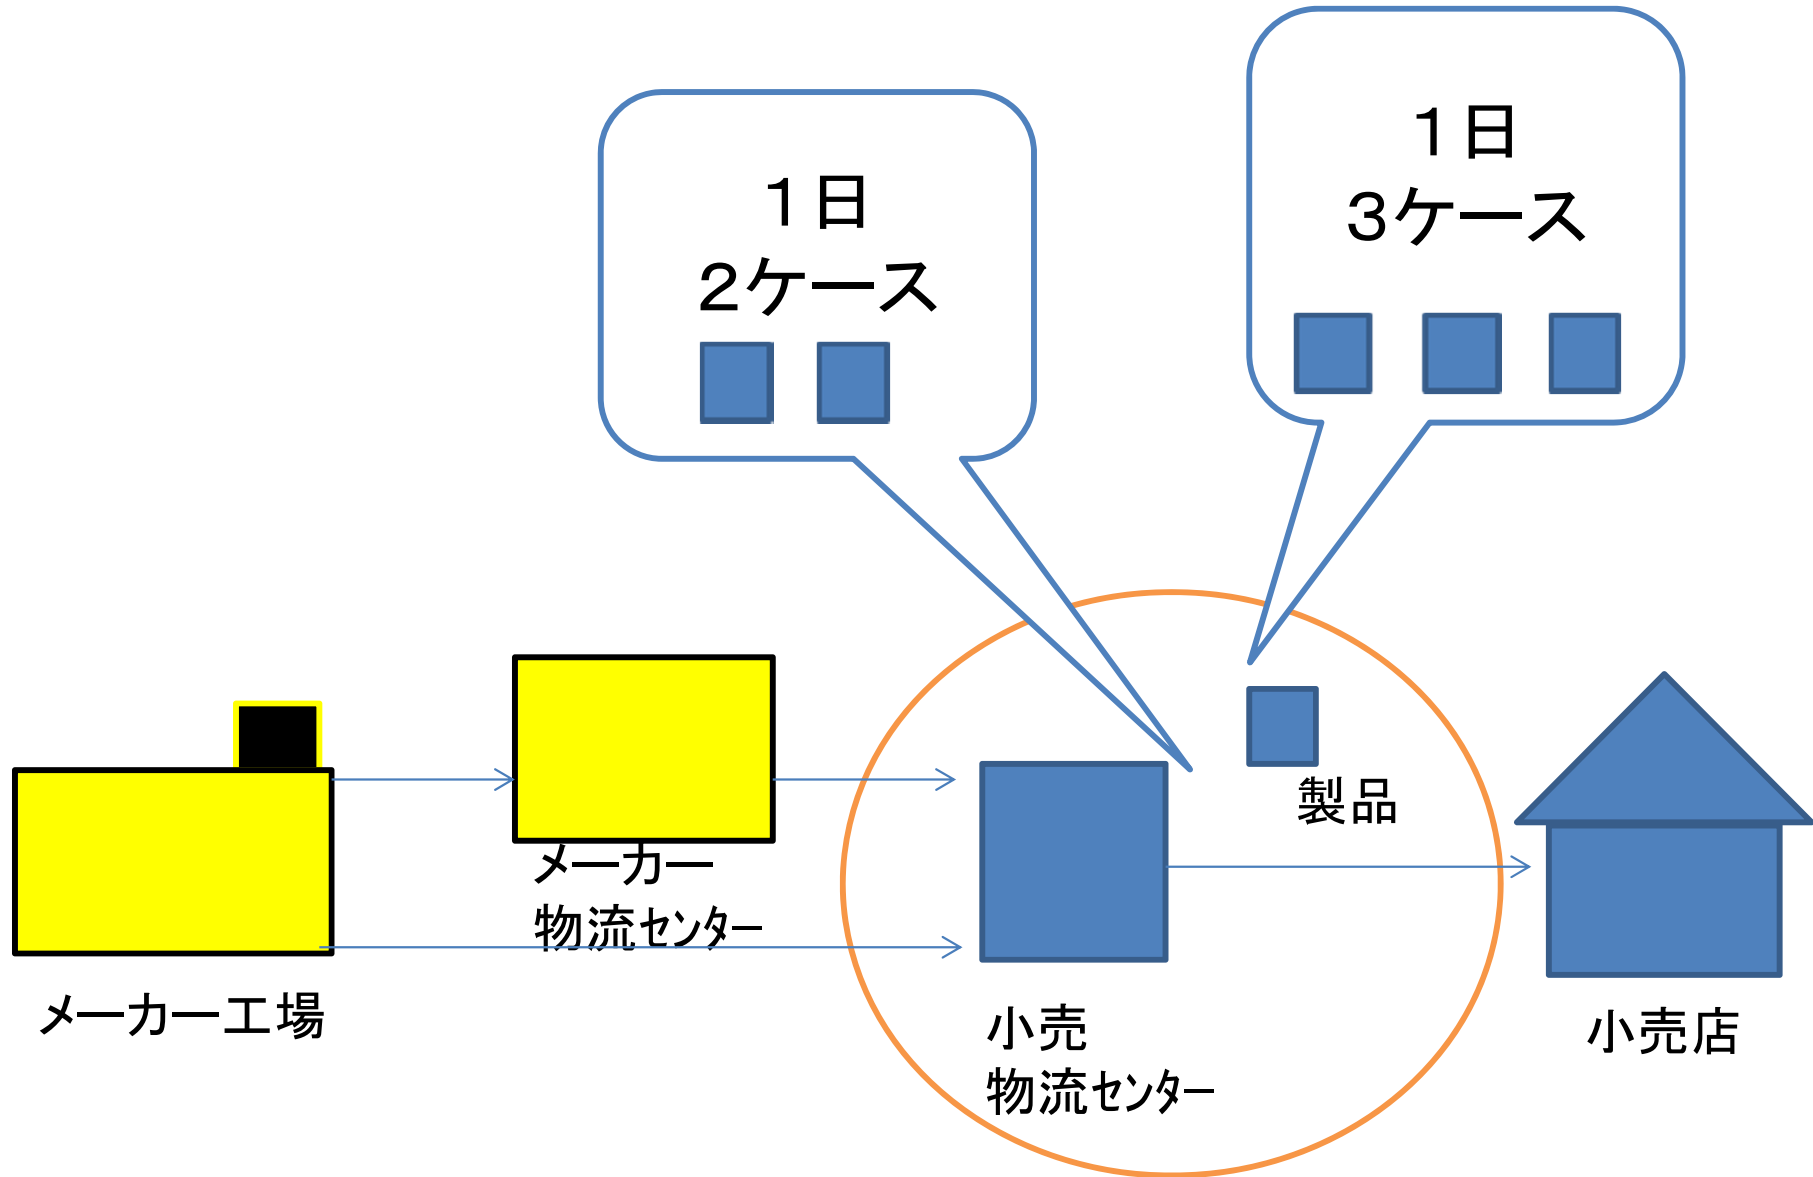 １日
２ケース
１日
３ケース
製品
メーカー
物流ｾﾝﾀｰ
メーカー工場
小売
物流ｾﾝﾀｰ
小売店